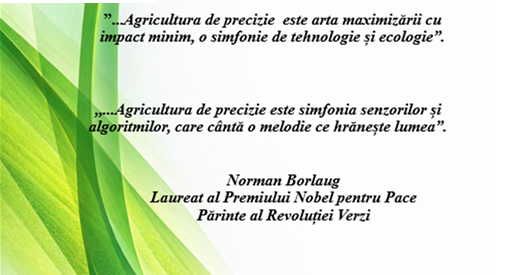 ”...Agricultura de precizie  este arta maximizării cu
impact minim, o simfonie de tehnologie și ecologie”.
,,...Agricultura de precizie este simfonia senzorilor și
algoritmilor, care cântă o melodie ce hrănește lumea”.
Norman Borlaug
Laureat al Premiului Nobel pentru Pace
Părinte al Revoluției Verzi